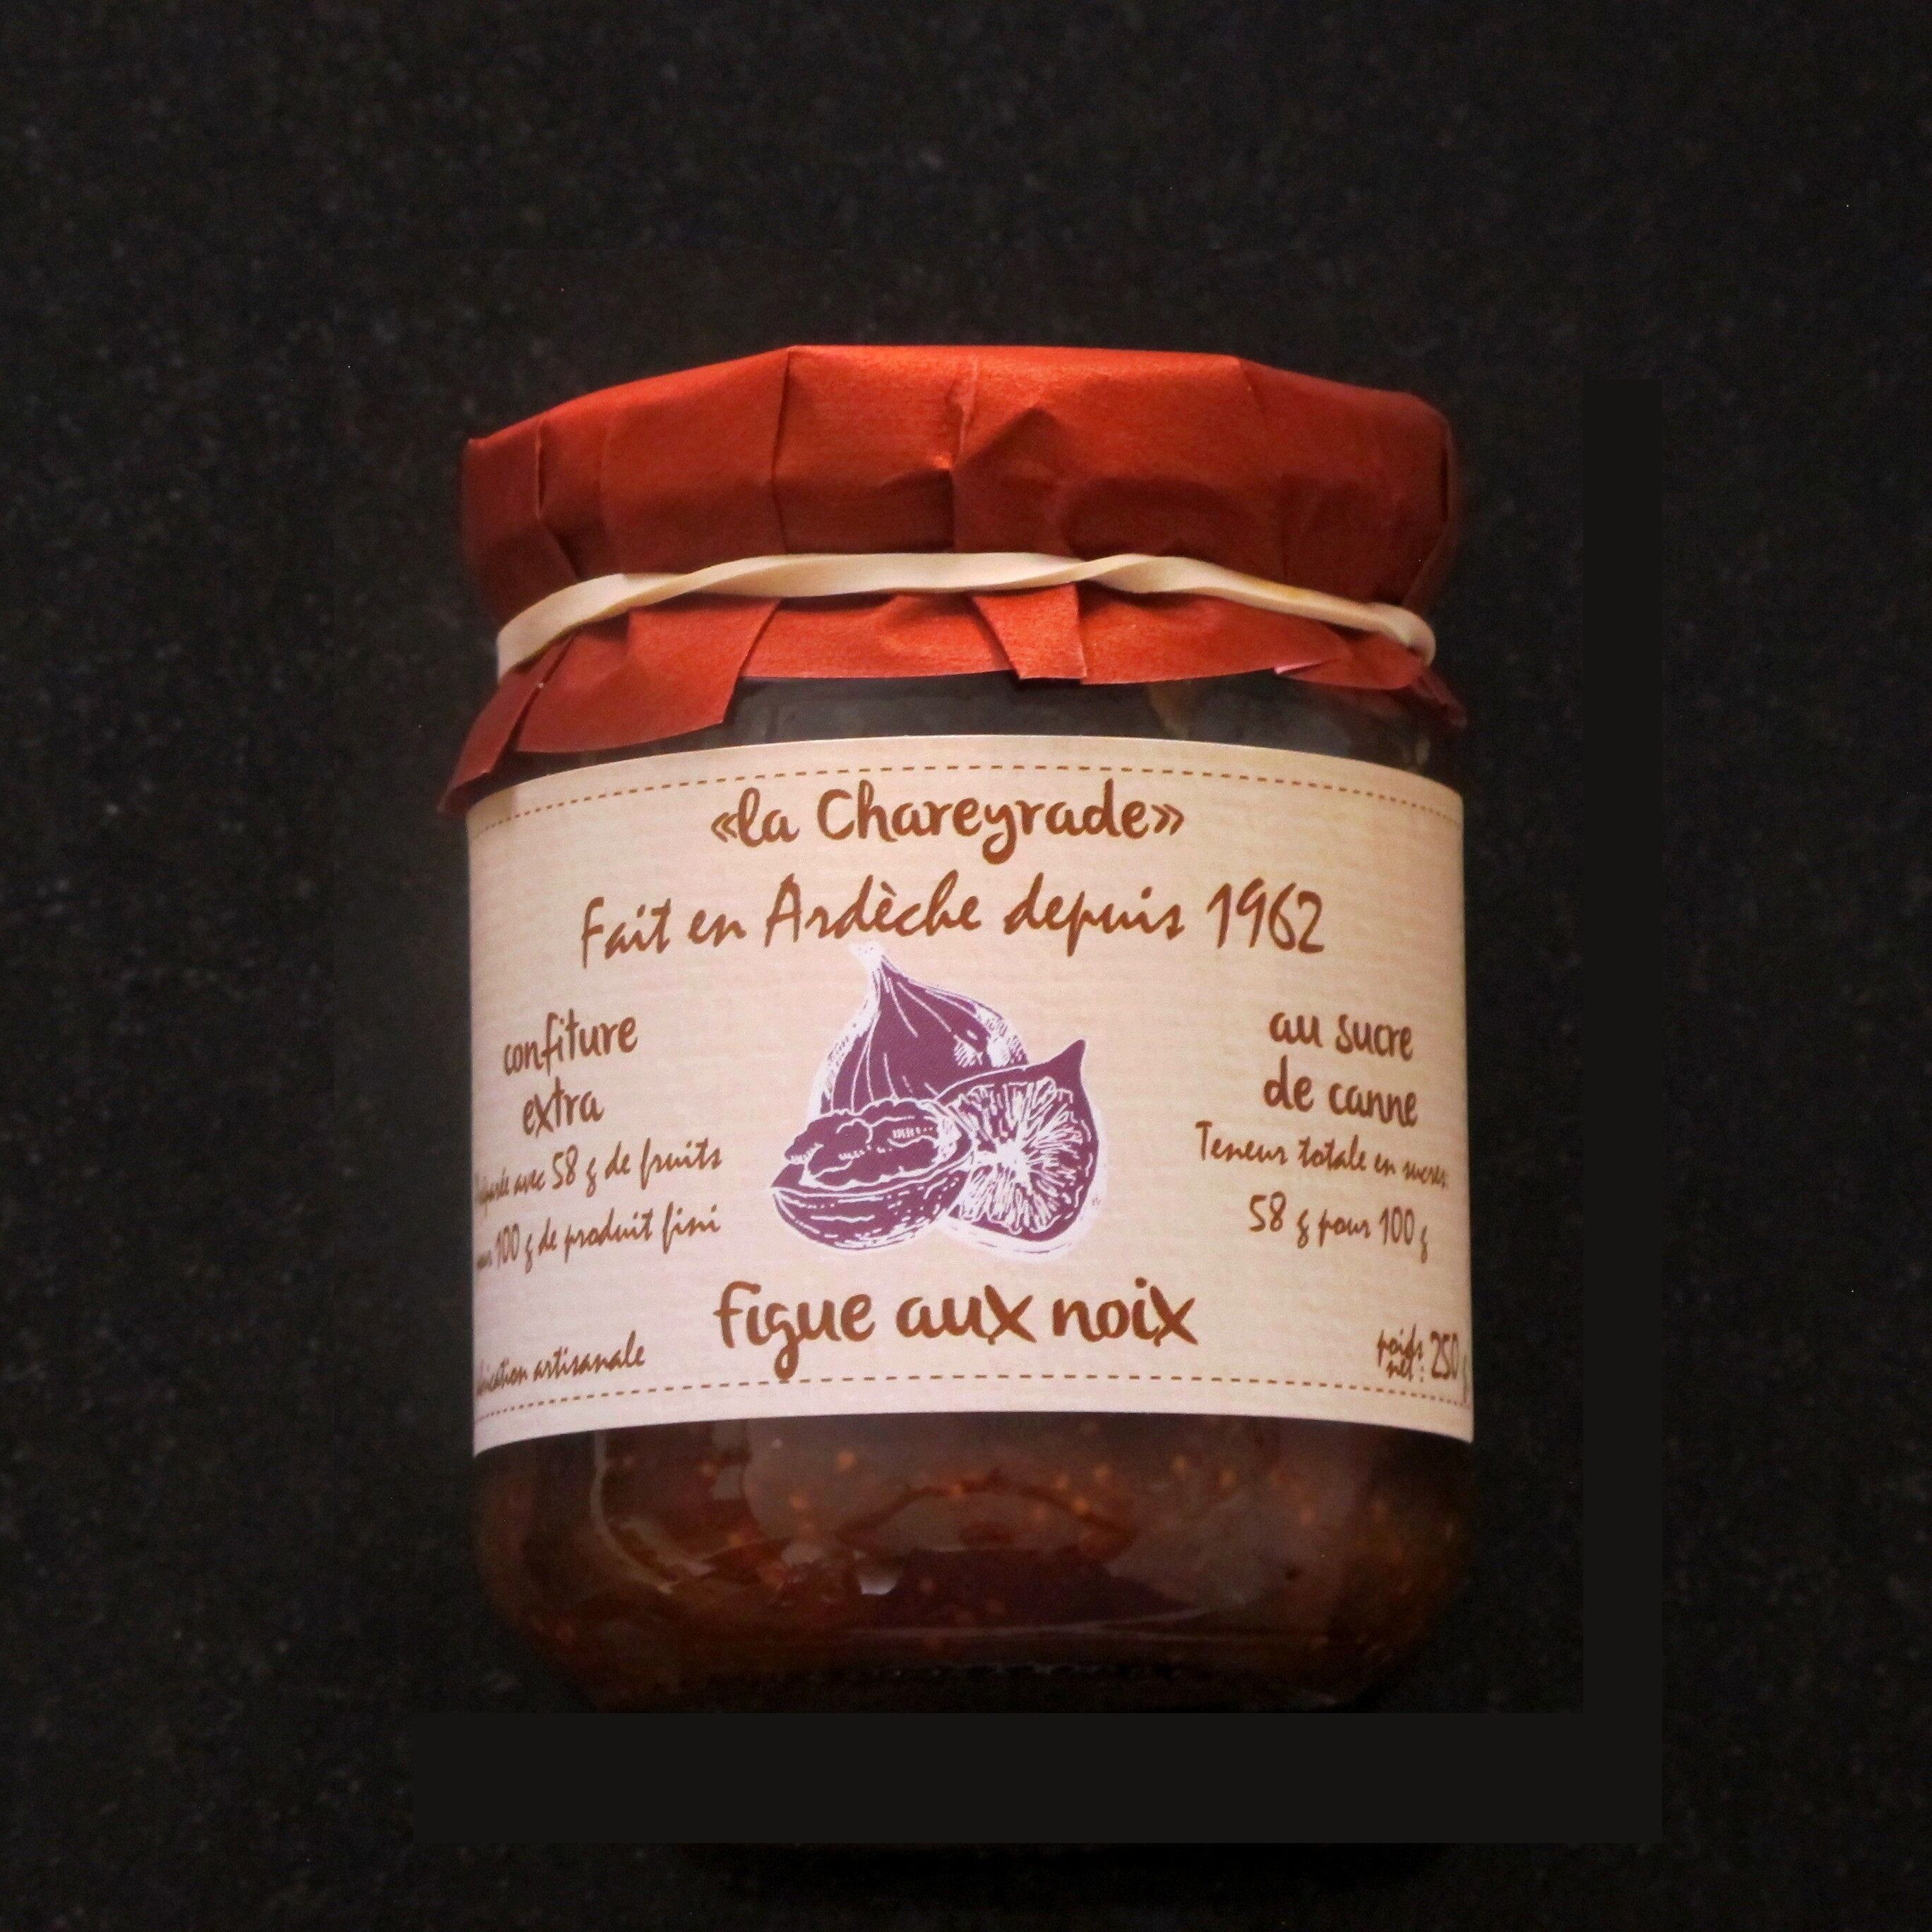 «la Chareyrade»
Fait en Ardèche depuis 1962
confiture
extra
avec 58 g de fruits
100 g de produit fini
au sucre
de canne
Teneur totale en sucres:
58 g pour 100 g
figue aux noix
artisanale
poids
net : 250 g